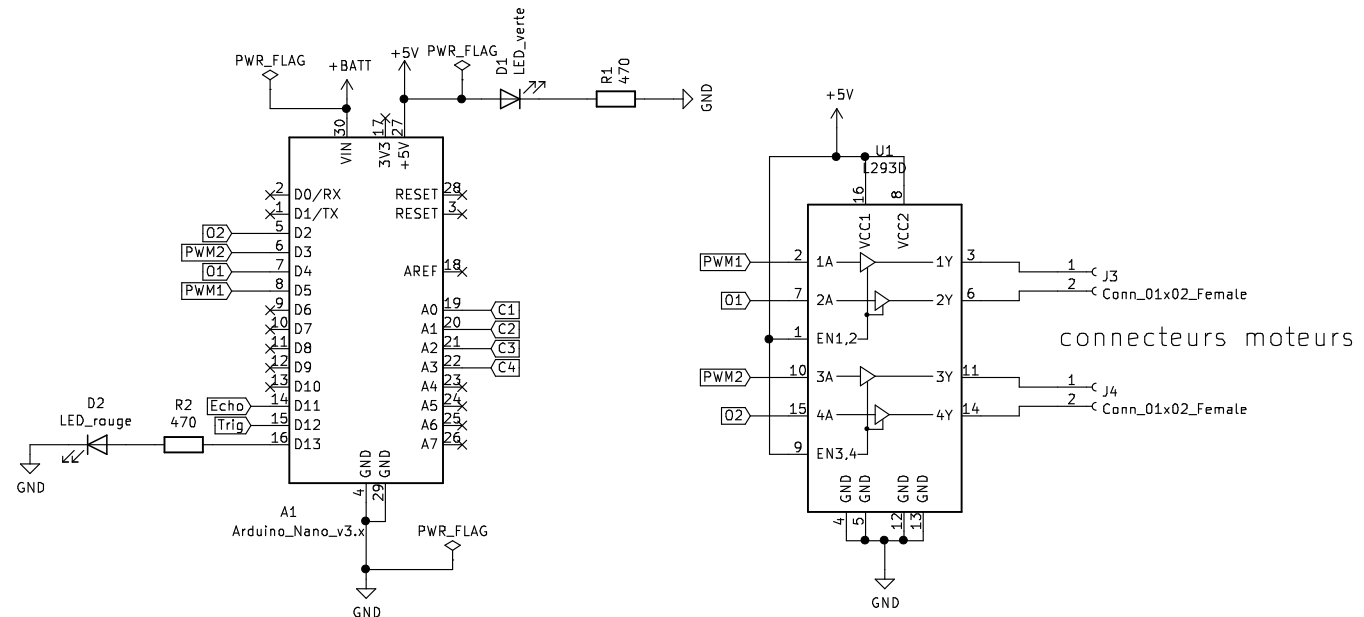 PWR_FLAG
+BATT
+5V
PWR_FLAG
D1
LED_verte
R1
470
GND
30
VIN
17
3V3
27
+5V
2 D0/RX
1 D1/TX
O2 5 D2
PWM2 6 D3
O1 7 D4
PWM1 8 D5
9 D6
10 D7
11 D8
12 D9
13 D10
Echo 14 D11
Trig 15 D12
16 D13
RESET 28
RESET 3
AREF 18
A0 19 C1
A1 20 C2
A2 21 C3
A3 22 C4
A4 23
A5 24
A6 25
A7 26
D2
LED_rouge
R2
470
GND
GND
4
GND
29
A1
Arduino_Nano_v3.x
PWR_FLAG
GND
+5V
U1
L293D
16
VCC1
8
VCC2
PWM1 2 1A 1Y 3
O1 7 2A 2Y 6
1 EN1,2
PWM2 10 3A 3Y 11
O2 15 4A 4Y 14
9 EN3,4
1
2
J3
Conn_01x02_Female
connecteurs moteurs
1
2
J4
Conn_01x02_Female
GND
4
GND
5
GND
12
GND
13
GND